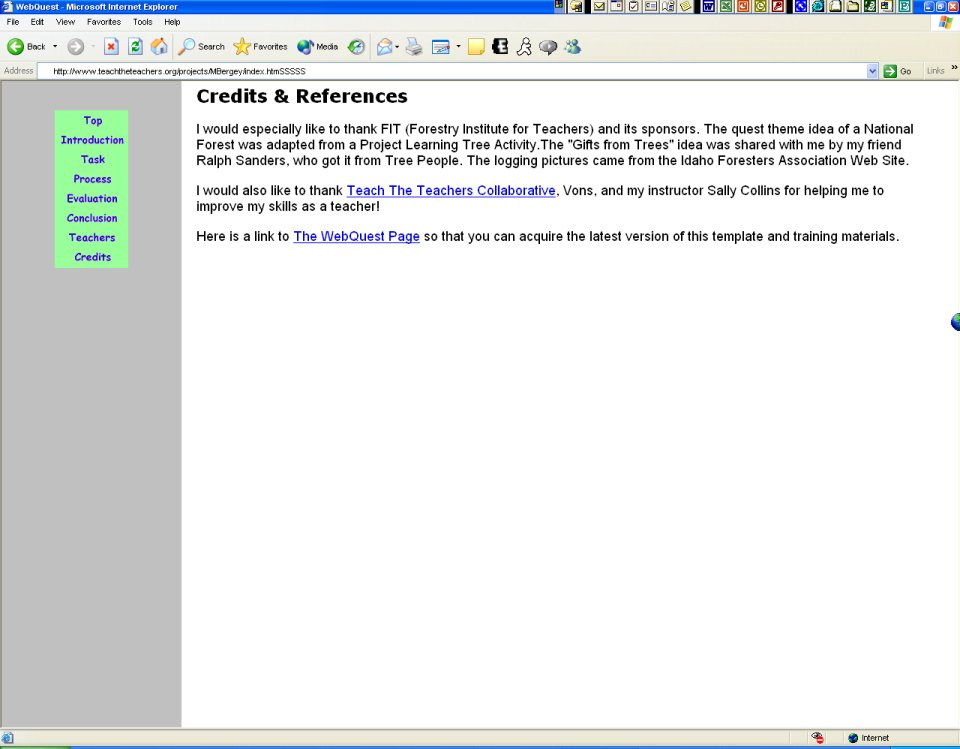 WebQuest - Microsoft Internet Explorer
File Edit View Favorites Tools Help
Back Search Favorites Media
Address http://www.teachtheteachers.org/projects/MBergey/index.htmSSSSS Go Links »
Top
Introduction
Task
Process
Evaluation
Conclusion
Teachers
Credits
Credits & References
I would especially like to thank FIT (Forestry Institute for Teachers) and its sponsors. The quest theme idea of a National
Forest was adapted from a Project Learning Tree Activity.The "Gifts from Trees" idea was shared with me by my friend
Ralph Sanders, who got it from Tree People. The logging pictures came from the Idaho Foresters Association Web Site.
I would also like to thank Teach The Teachers Collaborative, Vons, and my instructor Sally Collins for helping me to
improve my skills as a teacher!
Here is a link to The WebQuest Page so that you can acquire the latest version of this template and training materials.
Internet